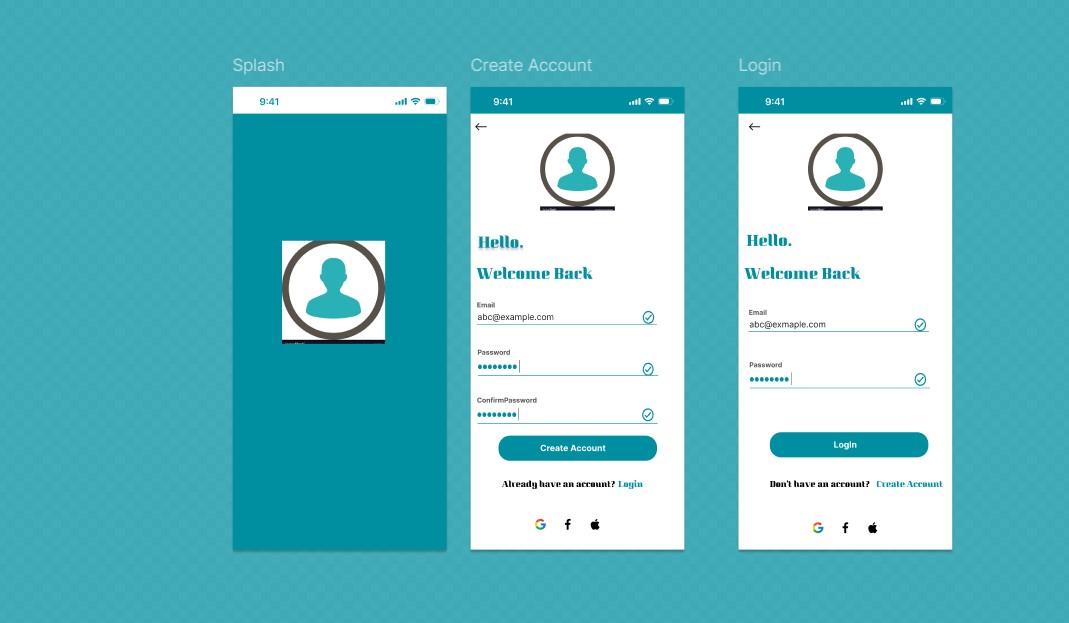 Splash
9:41
Create Account
9:41
Hello.
Welcome Back
Email
abc@example.com
Password
ConfirmPassword
Create Account
Already have an account? Login
Login
9:41
Hello.
Welcome Back
Email
abc@exmaple.com
Password
Login
Don't have an account? Create Account